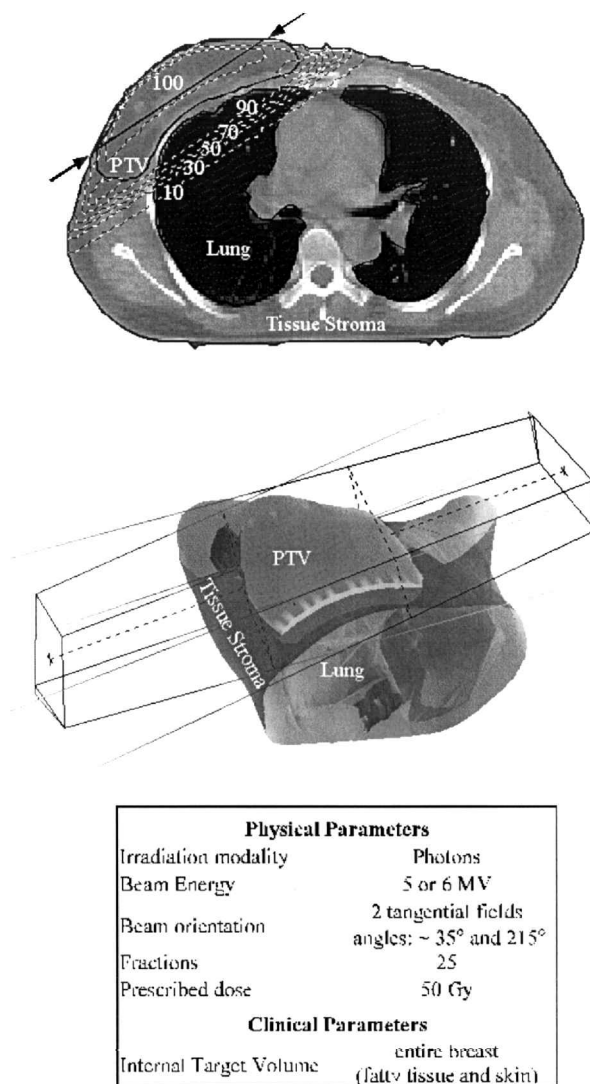 100
90
70
50
30
10
PTV
Lung
Tissue Stroma
PTV
Tissue Stroma
Lung
Physical Parameters
Irradiation modality Photons
Beam Energy 5 or 6 MV
Beam orientation 2 tangential fields
angles: ~ 35° and 215°
Fractions 25
Prescribed dose 50 Gy
Clinical Parameters
Internal Target Volume entire breast
(fatty tissue and skin)